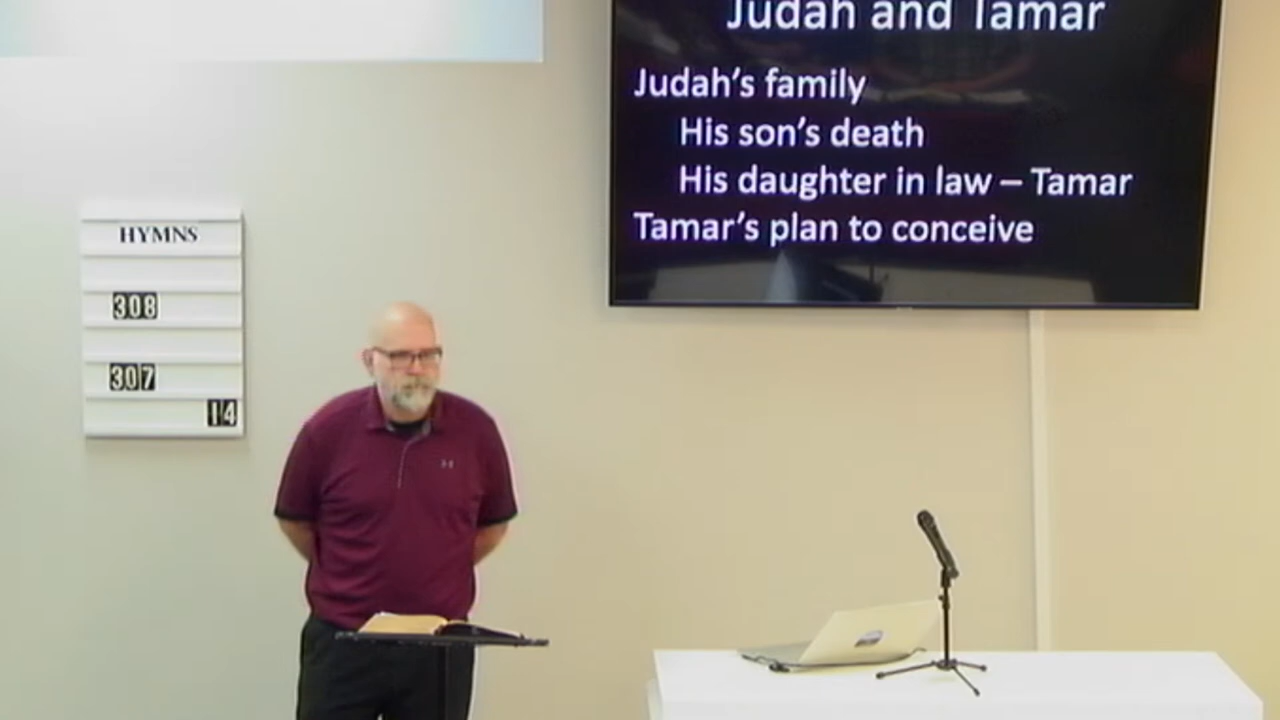 Judah and Tamar
Judah's family
His son's death
His daughter in law – Tamar
Tamar's plan to conceive
HYMNS
308
307
14